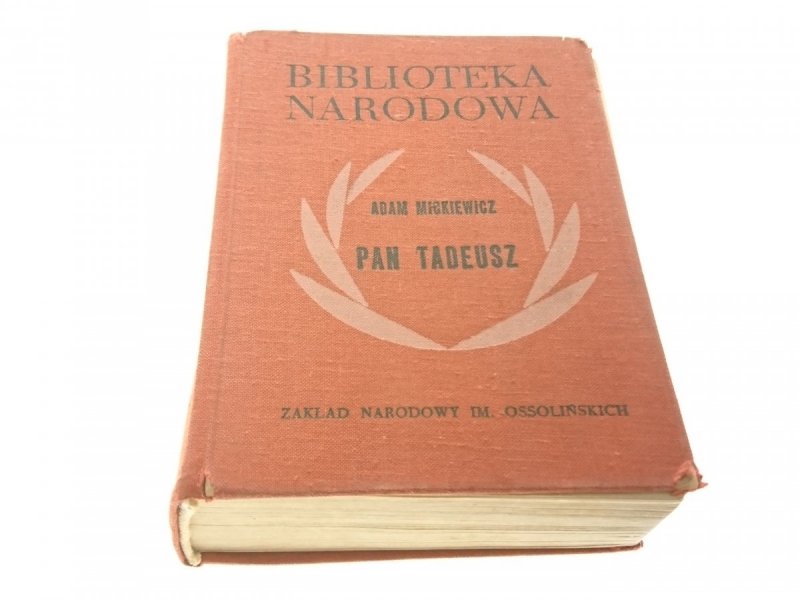 BIBLIOTEKA
NARODOWA
ADAM MICKIEWICZ
PAN TADEUSZ
ZAKŁAD NARODOWY IM. OSSOLIŃSKICH